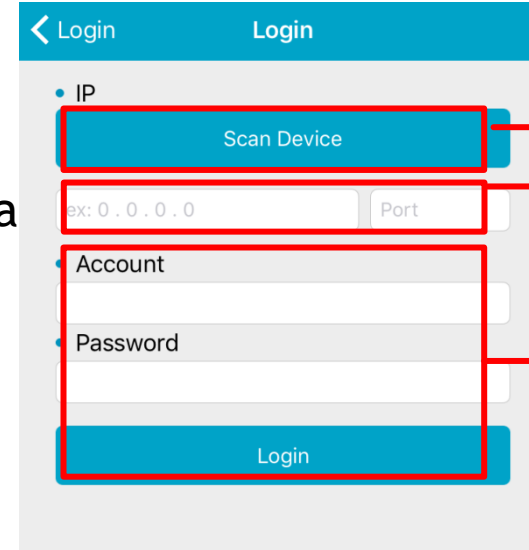 Login Login
IP
Scan Device
a
ex: 0 . 0 . 0 . 0 Port
Account
Password
Login